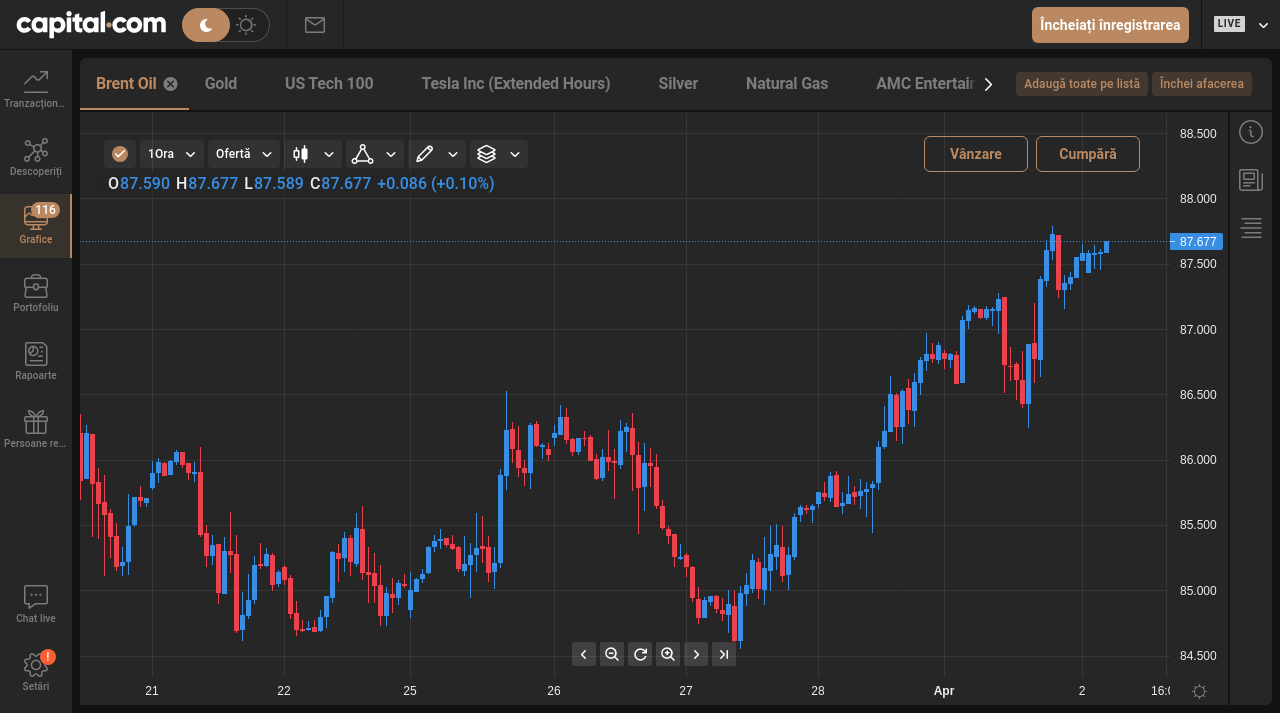 capital.com
Încheiați înregistrarea
LIVE
Tranzacțion...
Descoperiți
116
Grafice
Portofoliu
Rapoarte
Persoane re...
Chat live
!
Setări
Brent Oil
Gold
US Tech 100
Tesla Inc (Extended Hours)
Silver
Natural Gas
AMC Entertain
Adaugă toate pe listă
Închei afacerea
1Ora
Ofertă
Vânzare
Cumpără
O87.590 H87.677 L87.589 C87.677 +0.086 (+0.10%)
88.500
88.000
87.677
87.500
87.000
86.500
86.000
85.500
85.000
84.500
21 22 25 26 27 28 Apr 2 16:0